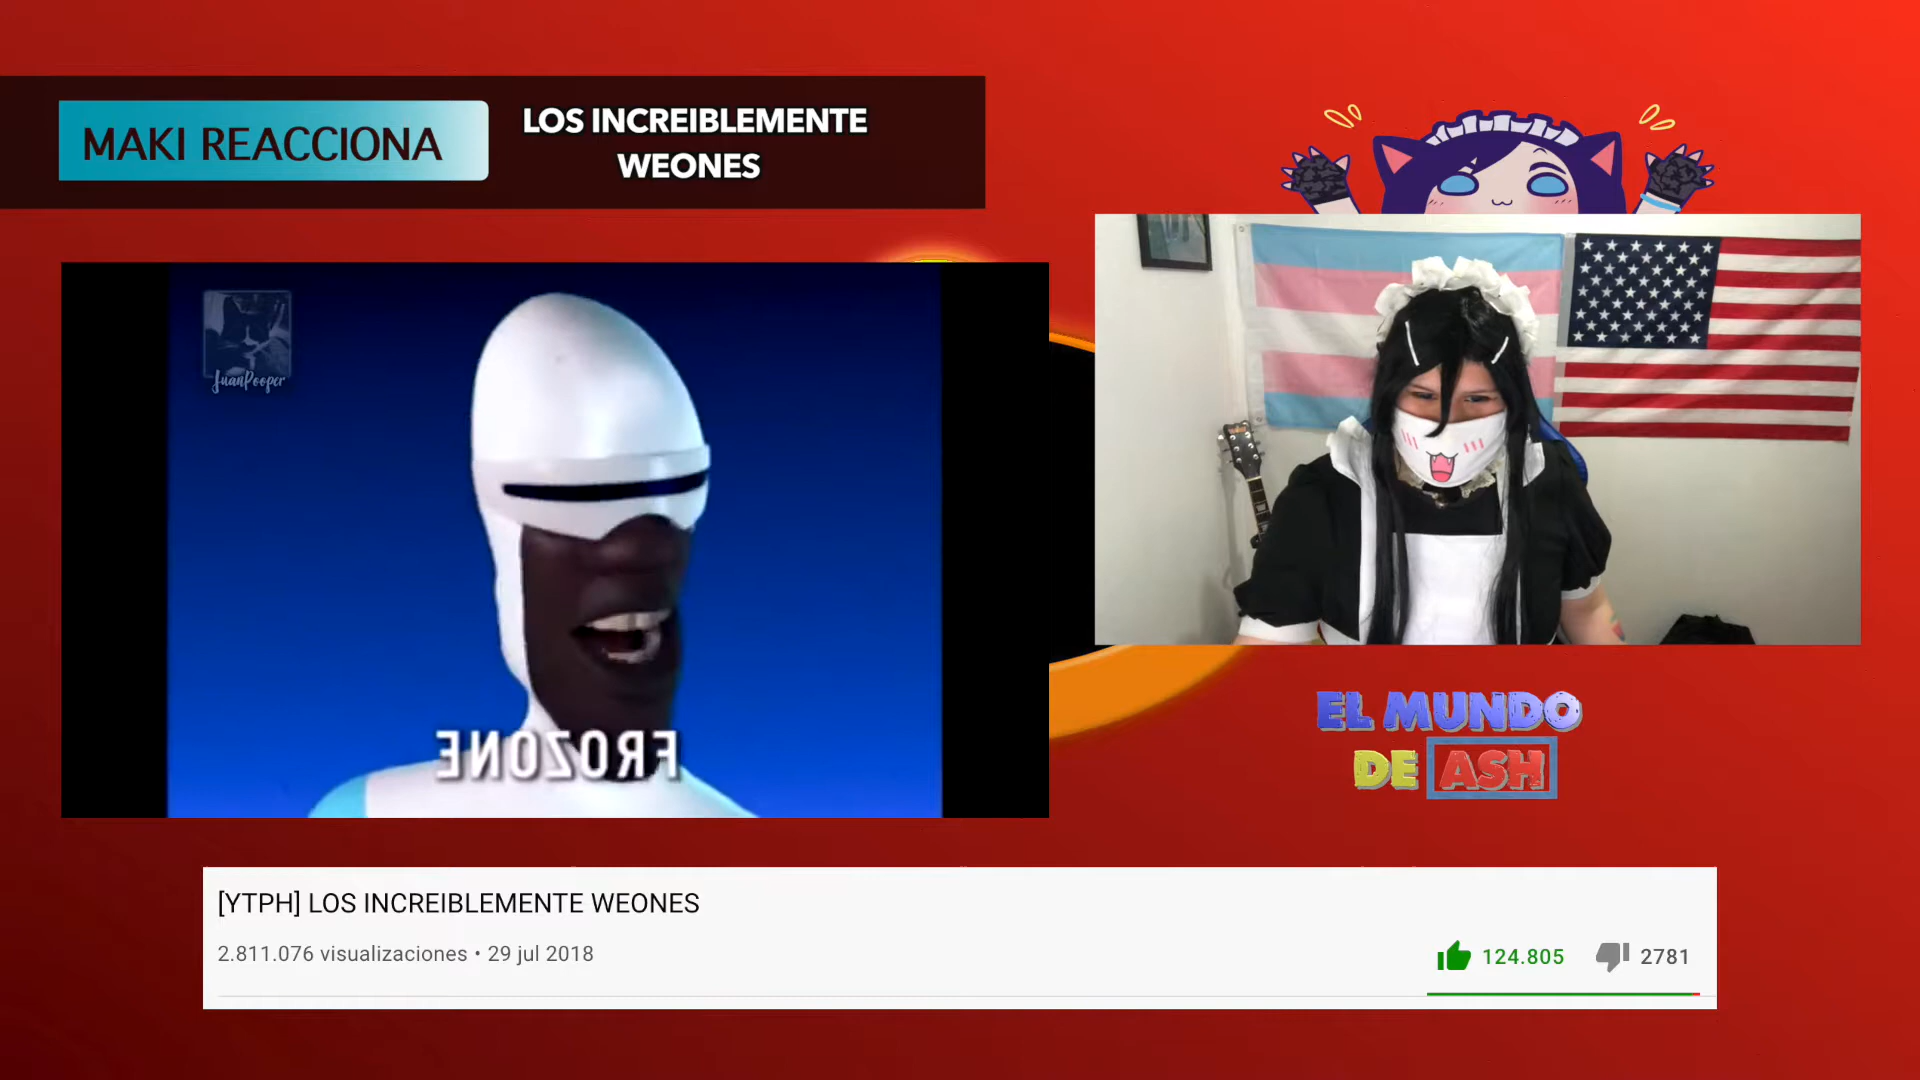 MAKI REACCIONA
LOS INCREIBLEMENTE
WEONES
JuanPooper
FROZONE
EL MUNDO
DE ASH
[YTPH] LOS INCREIBLEMENTE WEONES
2.811.076 visualizaciones • 29 jul 2018
124.805
2781